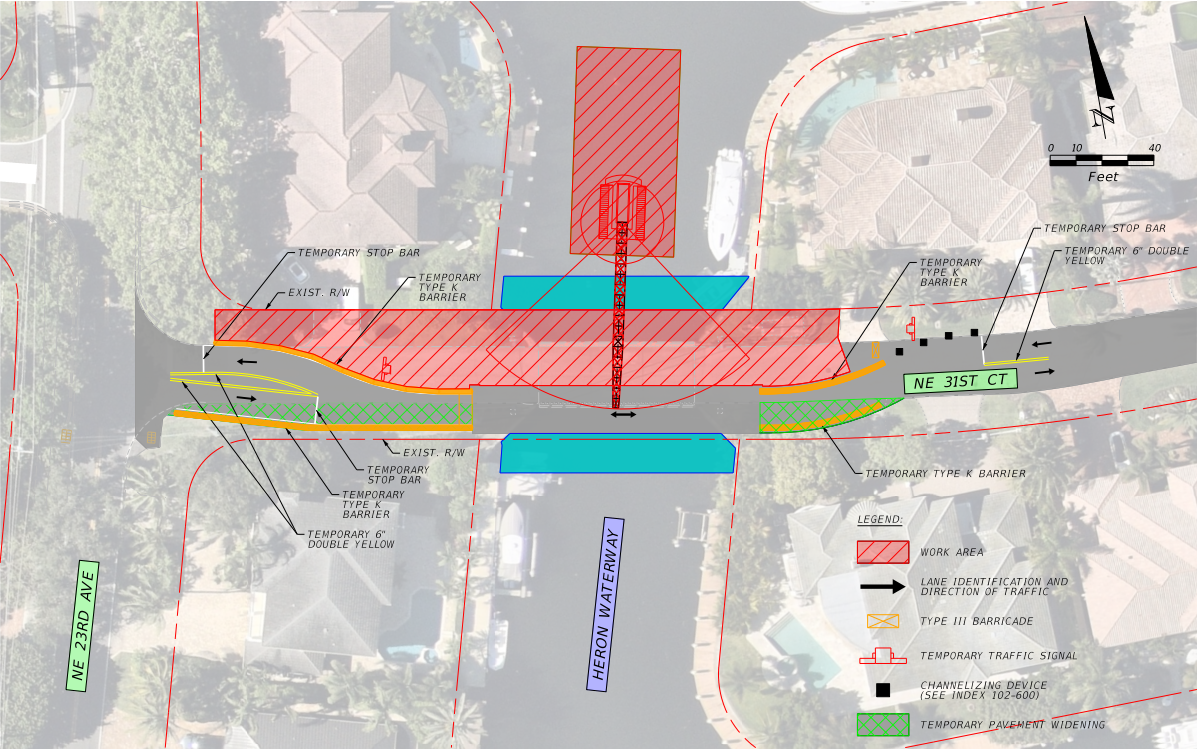 N
0 10 40
Feet
TEMPORARY STOP BAR
TEMPORARY
TYPE K
BARRIER
EXIST. R/W
TEMPORARY
TYPE K
BARRIER
TEMPORARY STOP BAR
TEMPORARY 6" DOUBLE
YELLOW
NE 31ST CT
EXIST. R/W
TEMPORARY
STOP BAR
TEMPORARY
TYPE K
BARRIER
TEMPORARY 6"
DOUBLE YELLOW
TEMPORARY TYPE K BARRIER
NE 23RD AVE
HERON WATERWAY
LEGEND:
WORK AREA
LANE IDENTIFICATION AND
DIRECTION OF TRAFFIC
TYPE III BARRICADE
TEMPORARY TRAFFIC SIGNAL
CHANNELIZING DEVICE
(SEE INDEX 102-600)
TEMPORARY PAVEMENT WIDENING